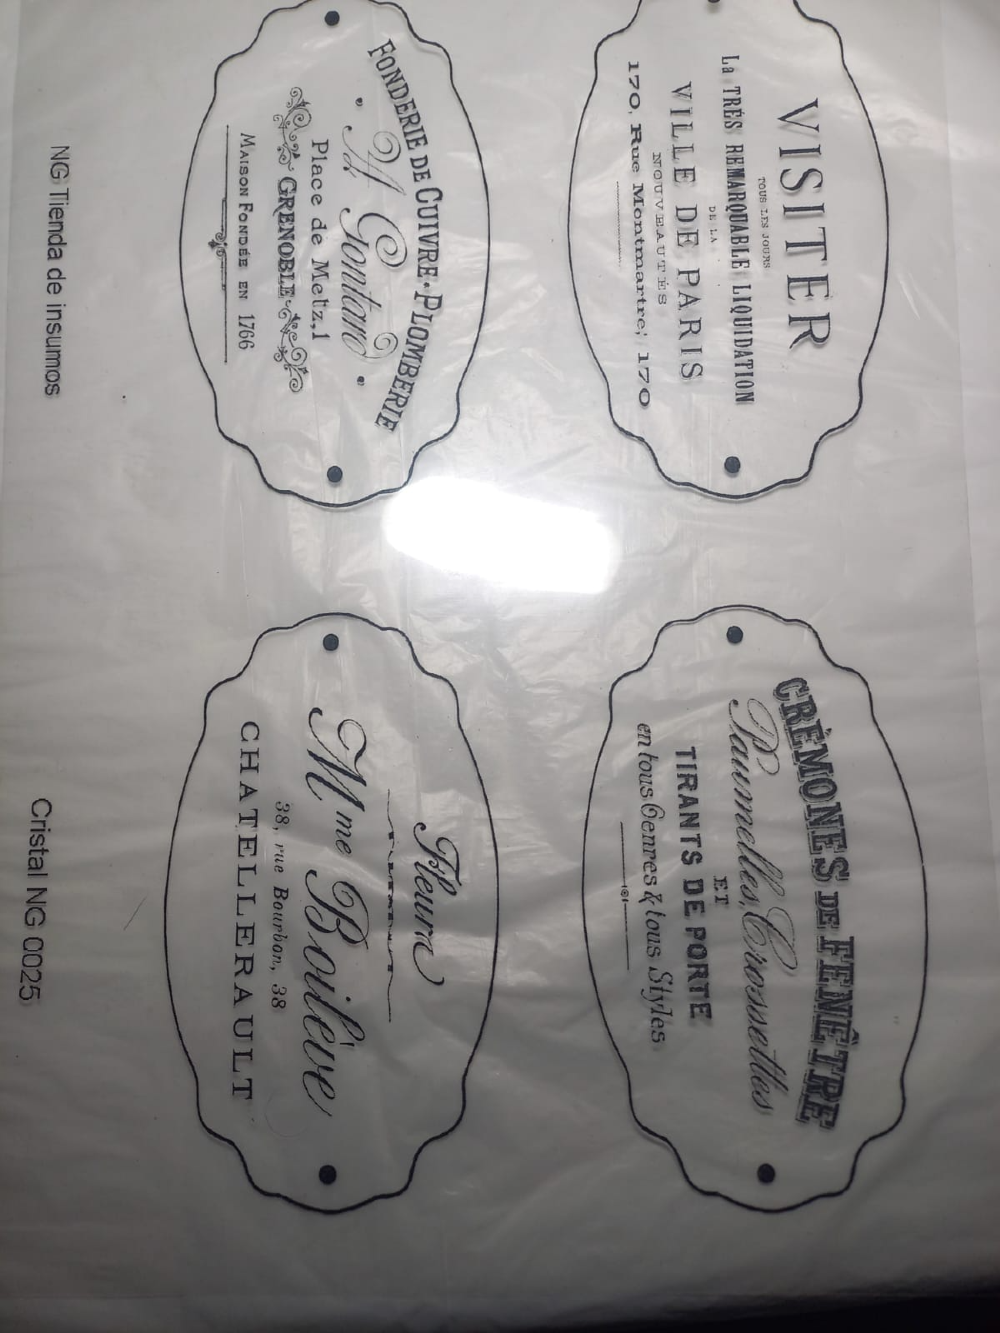 VISITER
TOUS LES JOURS
La TRÉS REMARQUABLE LIQUIDATION
DE LA
VILLE DE PARIS
NOUVEAUTÉS
170, Rue Montmartre, 170
CRÉMONES DE FENÊTRE
Paumelles, Crossettes
ET
TIRANTS DE PORTE
en tous Genres & tous Styles
FONDERIE DE CUIVRE · PLOMBERIE
H. Gontard
Place de Metz, 1
GRENOBLE
MAISON FONDÉE EN 1766
Fleurs
Mme Boilève
38, rue Bourbon, 38
CHATELLERAULT
NG Tienda de insumos
Cristal NG 0025